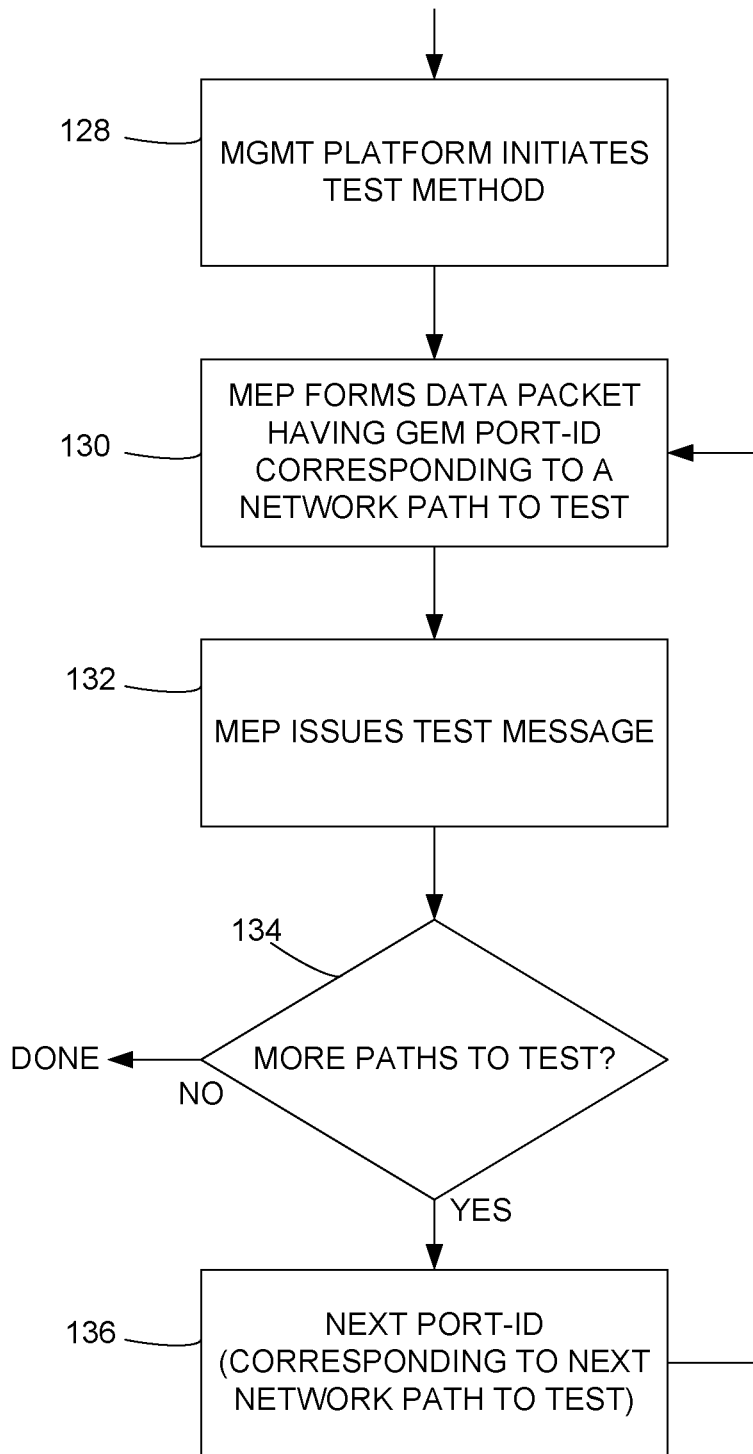 128
MGMT PLATFORM INITIATES
TEST METHOD
130
MEP FORMS DATA PACKET
HAVING GEM PORT-ID
CORRESPONDING TO A
NETWORK PATH TO TEST
132
MEP ISSUES TEST MESSAGE
134
MORE PATHS TO TEST?
DONE
NO
YES
136
NEXT PORT-ID
(CORRESPONDING TO NEXT
NETWORK PATH TO TEST)